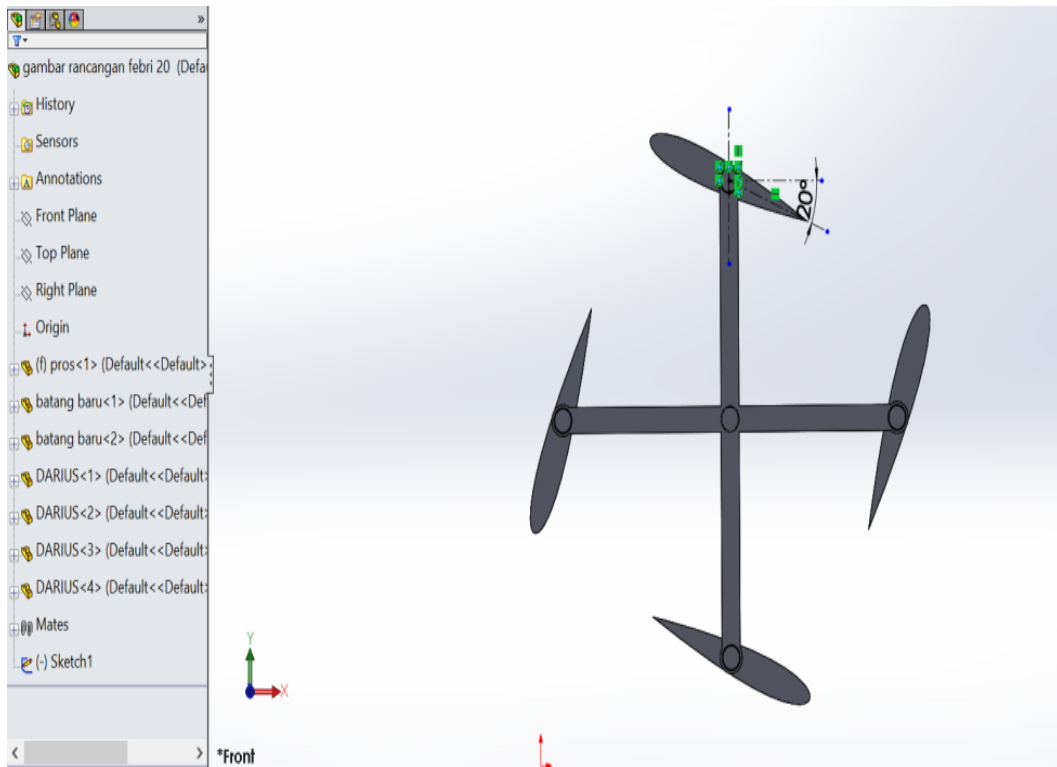 gambar rancangan febri 20 (Defa
History
Sensors
Annotations
Front Plane
Top Plane
Right Plane
Origin
(f) pros<1> (Default<<Default>
batang baru<1> (Default<<Def
batang baru<2> (Default<<Def
DARIUS<1> (Default<<Default>
DARIUS<2> (Default<<Default>
DARIUS<3> (Default<<Default>
DARIUS<4> (Default<<Default>
Mates
(-) Sketch1
20°
Y
X
*Front